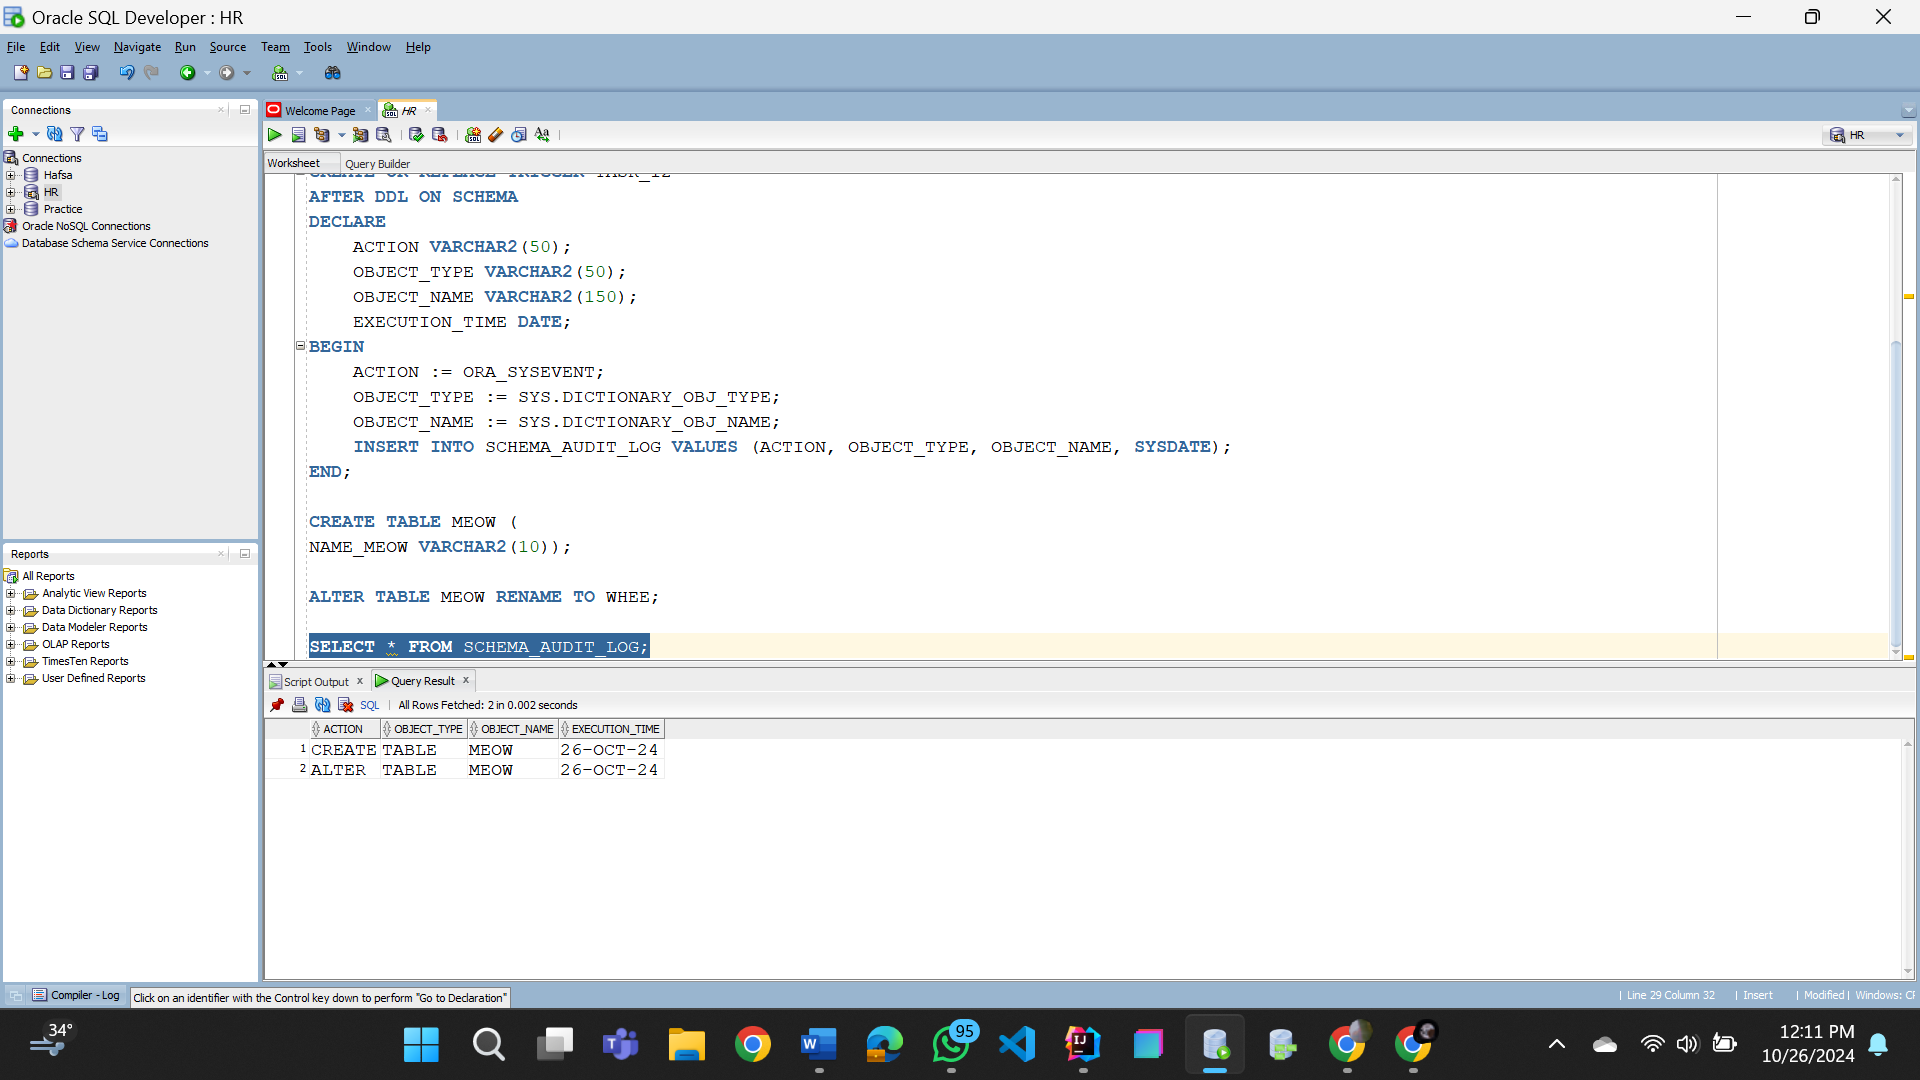 Oracle SQL Developer : HR
File Edit View Navigate Run Source Team Tools Window Help
Connections
Connections
Hafsa
HR
Practice
Oracle NoSQL Connections
Database Schema Service Connections
Reports
All Reports
Analytic View Reports
Data Dictionary Reports
Data Modeler Reports
OLAP Reports
TimesTen Reports
User Defined Reports
Welcome Page HR
HR
Worksheet Query Builder
CREATE OR REPLACE TRIGGER TASK_12
AFTER DDL ON SCHEMA
DECLARE
ACTION VARCHAR2(50);
OBJECT_TYPE VARCHAR2(50);
OBJECT_NAME VARCHAR2(150);
EXECUTION_TIME DATE;
BEGIN
ACTION := ORA_SYSEVENT;
OBJECT_TYPE := SYS.DICTIONARY_OBJ_TYPE;
OBJECT_NAME := SYS.DICTIONARY_OBJ_NAME;
INSERT INTO SCHEMA_AUDIT_LOG VALUES (ACTION, OBJECT_TYPE, OBJECT_NAME, SYSDATE);
END;
CREATE TABLE MEOW (
NAME_MEOW VARCHAR2(10));
ALTER TABLE MEOW RENAME TO WHEE;
SELECT * FROM SCHEMA_AUDIT_LOG;
Script Output Query Result
SQL All Rows Fetched: 2 in 0.002 seconds
ACTION OBJECT_TYPE OBJECT_NAME EXECUTION_TIME
1 CREATE TABLE MEOW 26-OCT-24
2 ALTER TABLE MEOW 26-OCT-24
Compiler - Log Click on an identifier with the Control key down to perform "Go to Declaration"
Line 29 Column 32 Insert Modified Windows: CF
34°
95
12:11 PM
10/26/2024